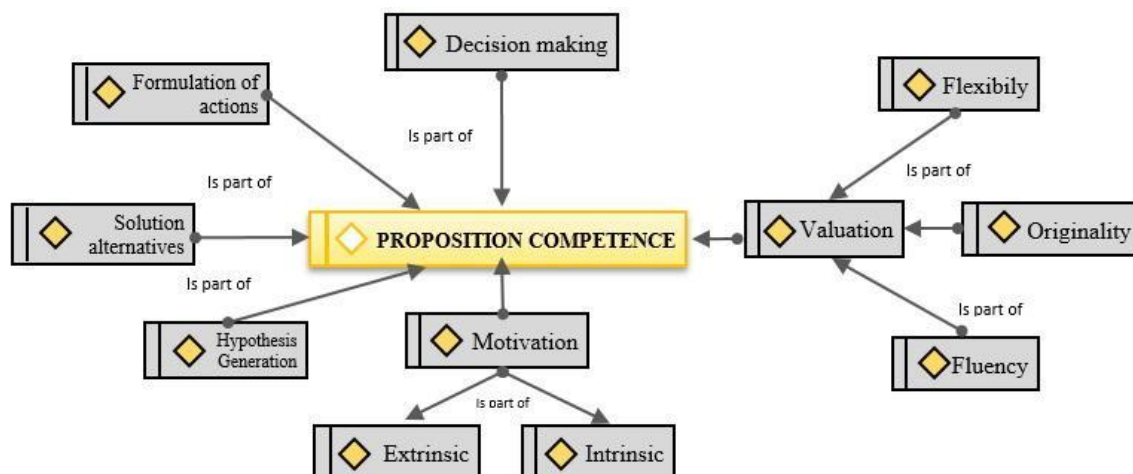 Decision making
Formulation of
actions
Flexibily
Is part of
Is part of
Is part of
Solution
alternatives
PROPOSITION COMPETENCE
Valuation
Originality
Is part of
Is part of
Hypothesis
Generation
Motivation
Fluency
Is part of
Extrinsic
Intrinsic